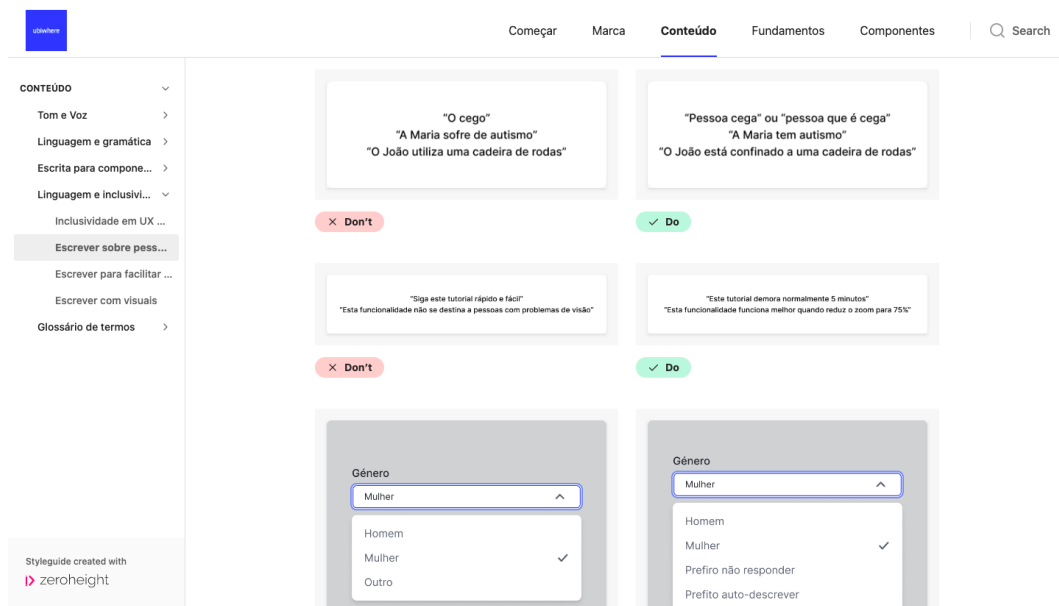 ubiwhere
Começar
Marca
Conteúdo
Fundamentos
Componentes
Search
CONTEÚDO
Tom e Voz
Linguagem e gramática
Escrita para compone...
Linguagem e inclusivi...
Inclusividade em UX ...
Escrever sobre pess...
Escrever para facilitar ...
Escrever com visuais
Glossário de termos
Styleguide created with
zeroheight
“O cego”
“A Maria sofre de autismo”
“O João utiliza uma cadeira de rodas”
Don't
“Pessoa cega” ou “pessoa que é cega”
“A Maria tem autismo”
“O João está confinado a uma cadeira de rodas”
Do
“Siga este tutorial rápido e fácil”
“Esta funcionalidade não se destina a pessoas com problemas de visão”
Don't
“Este tutorial demora normalmente 5 minutos”
“Esta funcionalidade funciona melhor quando reduz o zoom para 75%”
Do
Género
Mulher
Homem
Mulher
Outro
Género
Mulher
Homem
Mulher
Prefiro não responder
Prefito auto-descrever